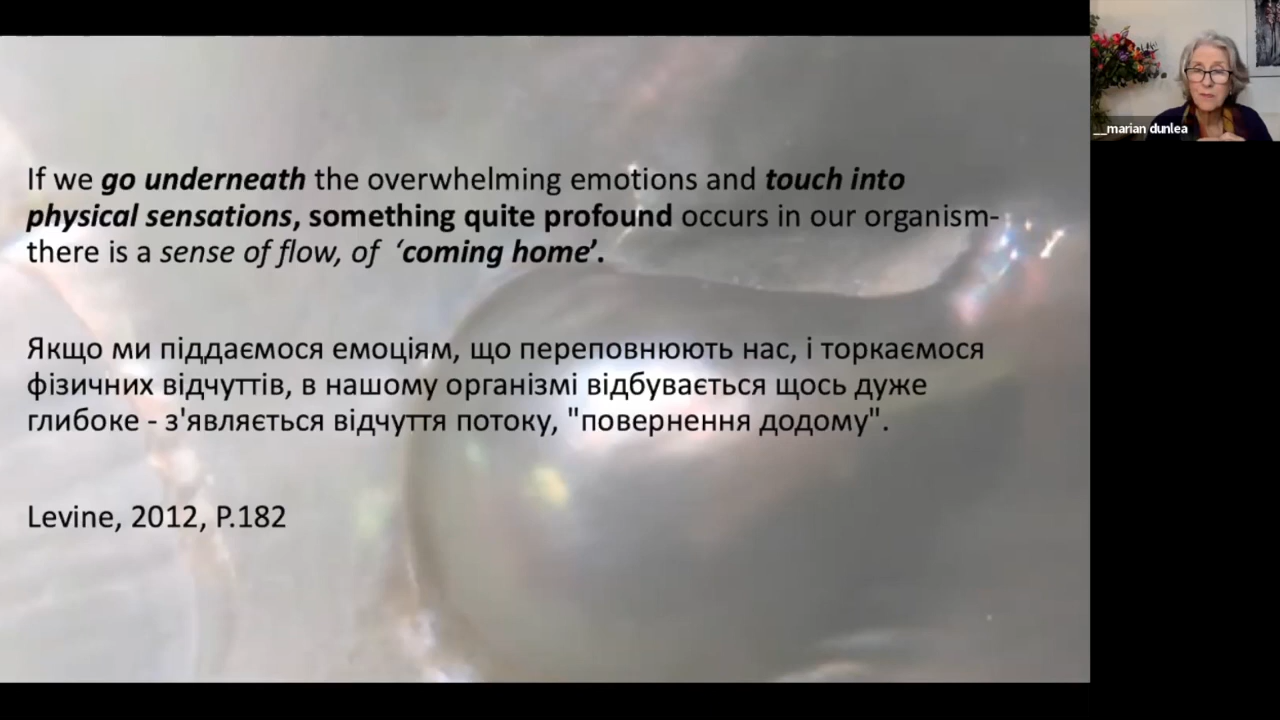 If we go underneath the overwhelming emotions and touch into
physical sensations, something quite profound occurs in our organism-
there is a sense of flow, of ‘coming home’.
Якщо ми піддаємося емоціям, що переповнюють нас, і торкаємося
фізичних відчуттів, в нашому організмі відбувається щось дуже
глибоке - з'являється відчуття потоку, "повернення додому".
Levine, 2012, P.182
__marian dunlea